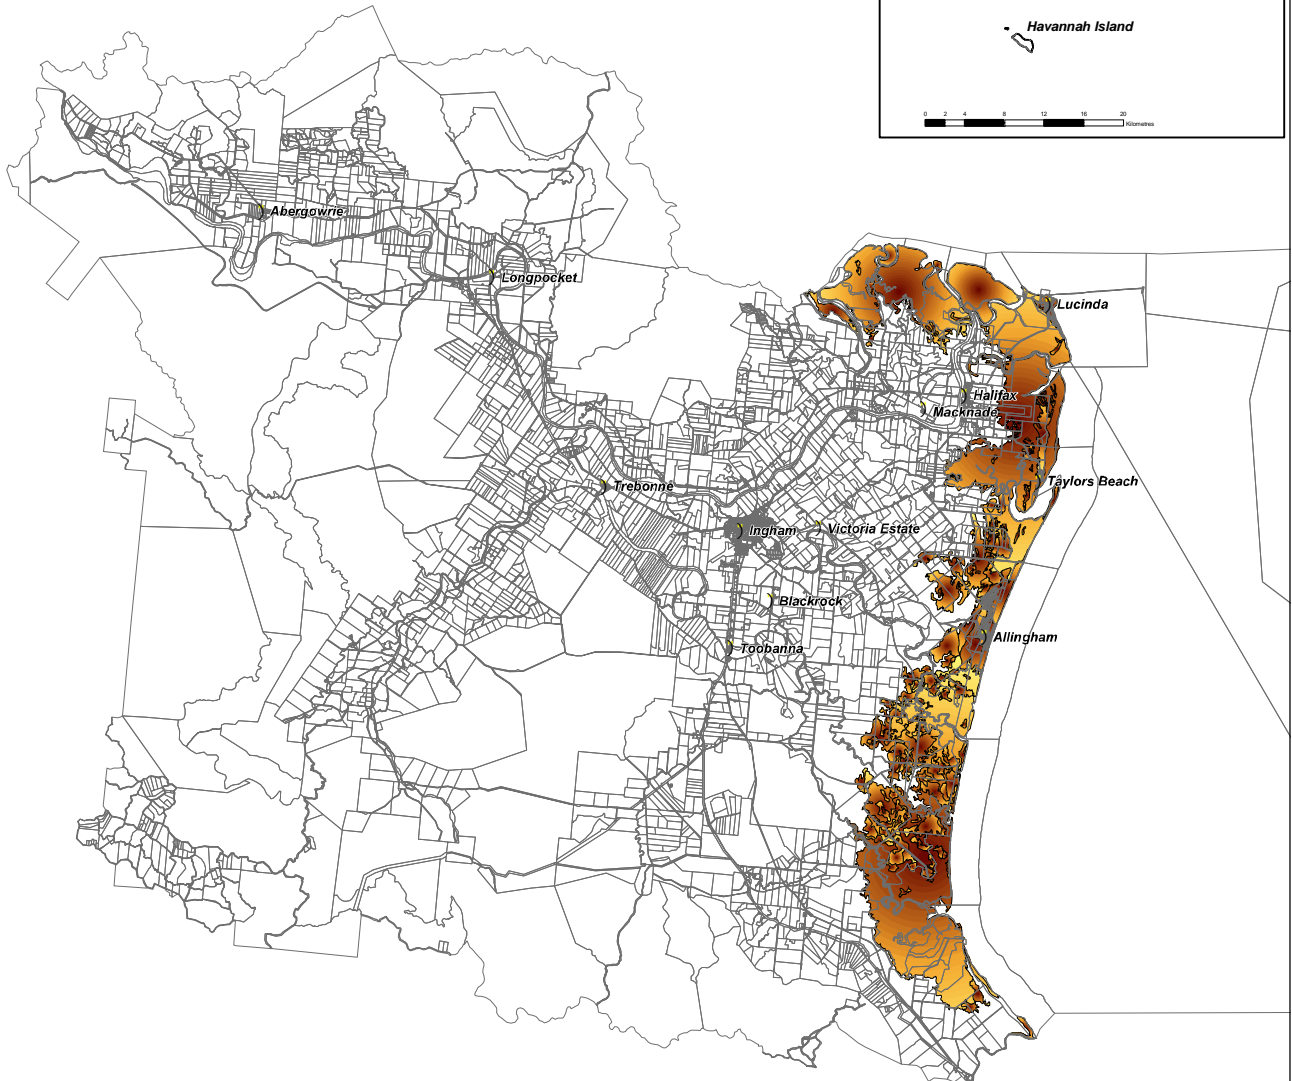 Havannah Island
0 2 4 8 12 16 20
Kilometres
Abergowrie
Longpocket
Lucinda
Halifax
Macknade
Trebonne
Taylors Beach
Ingham
Victoria Estate
Blackrock
Allingham
Toobanna